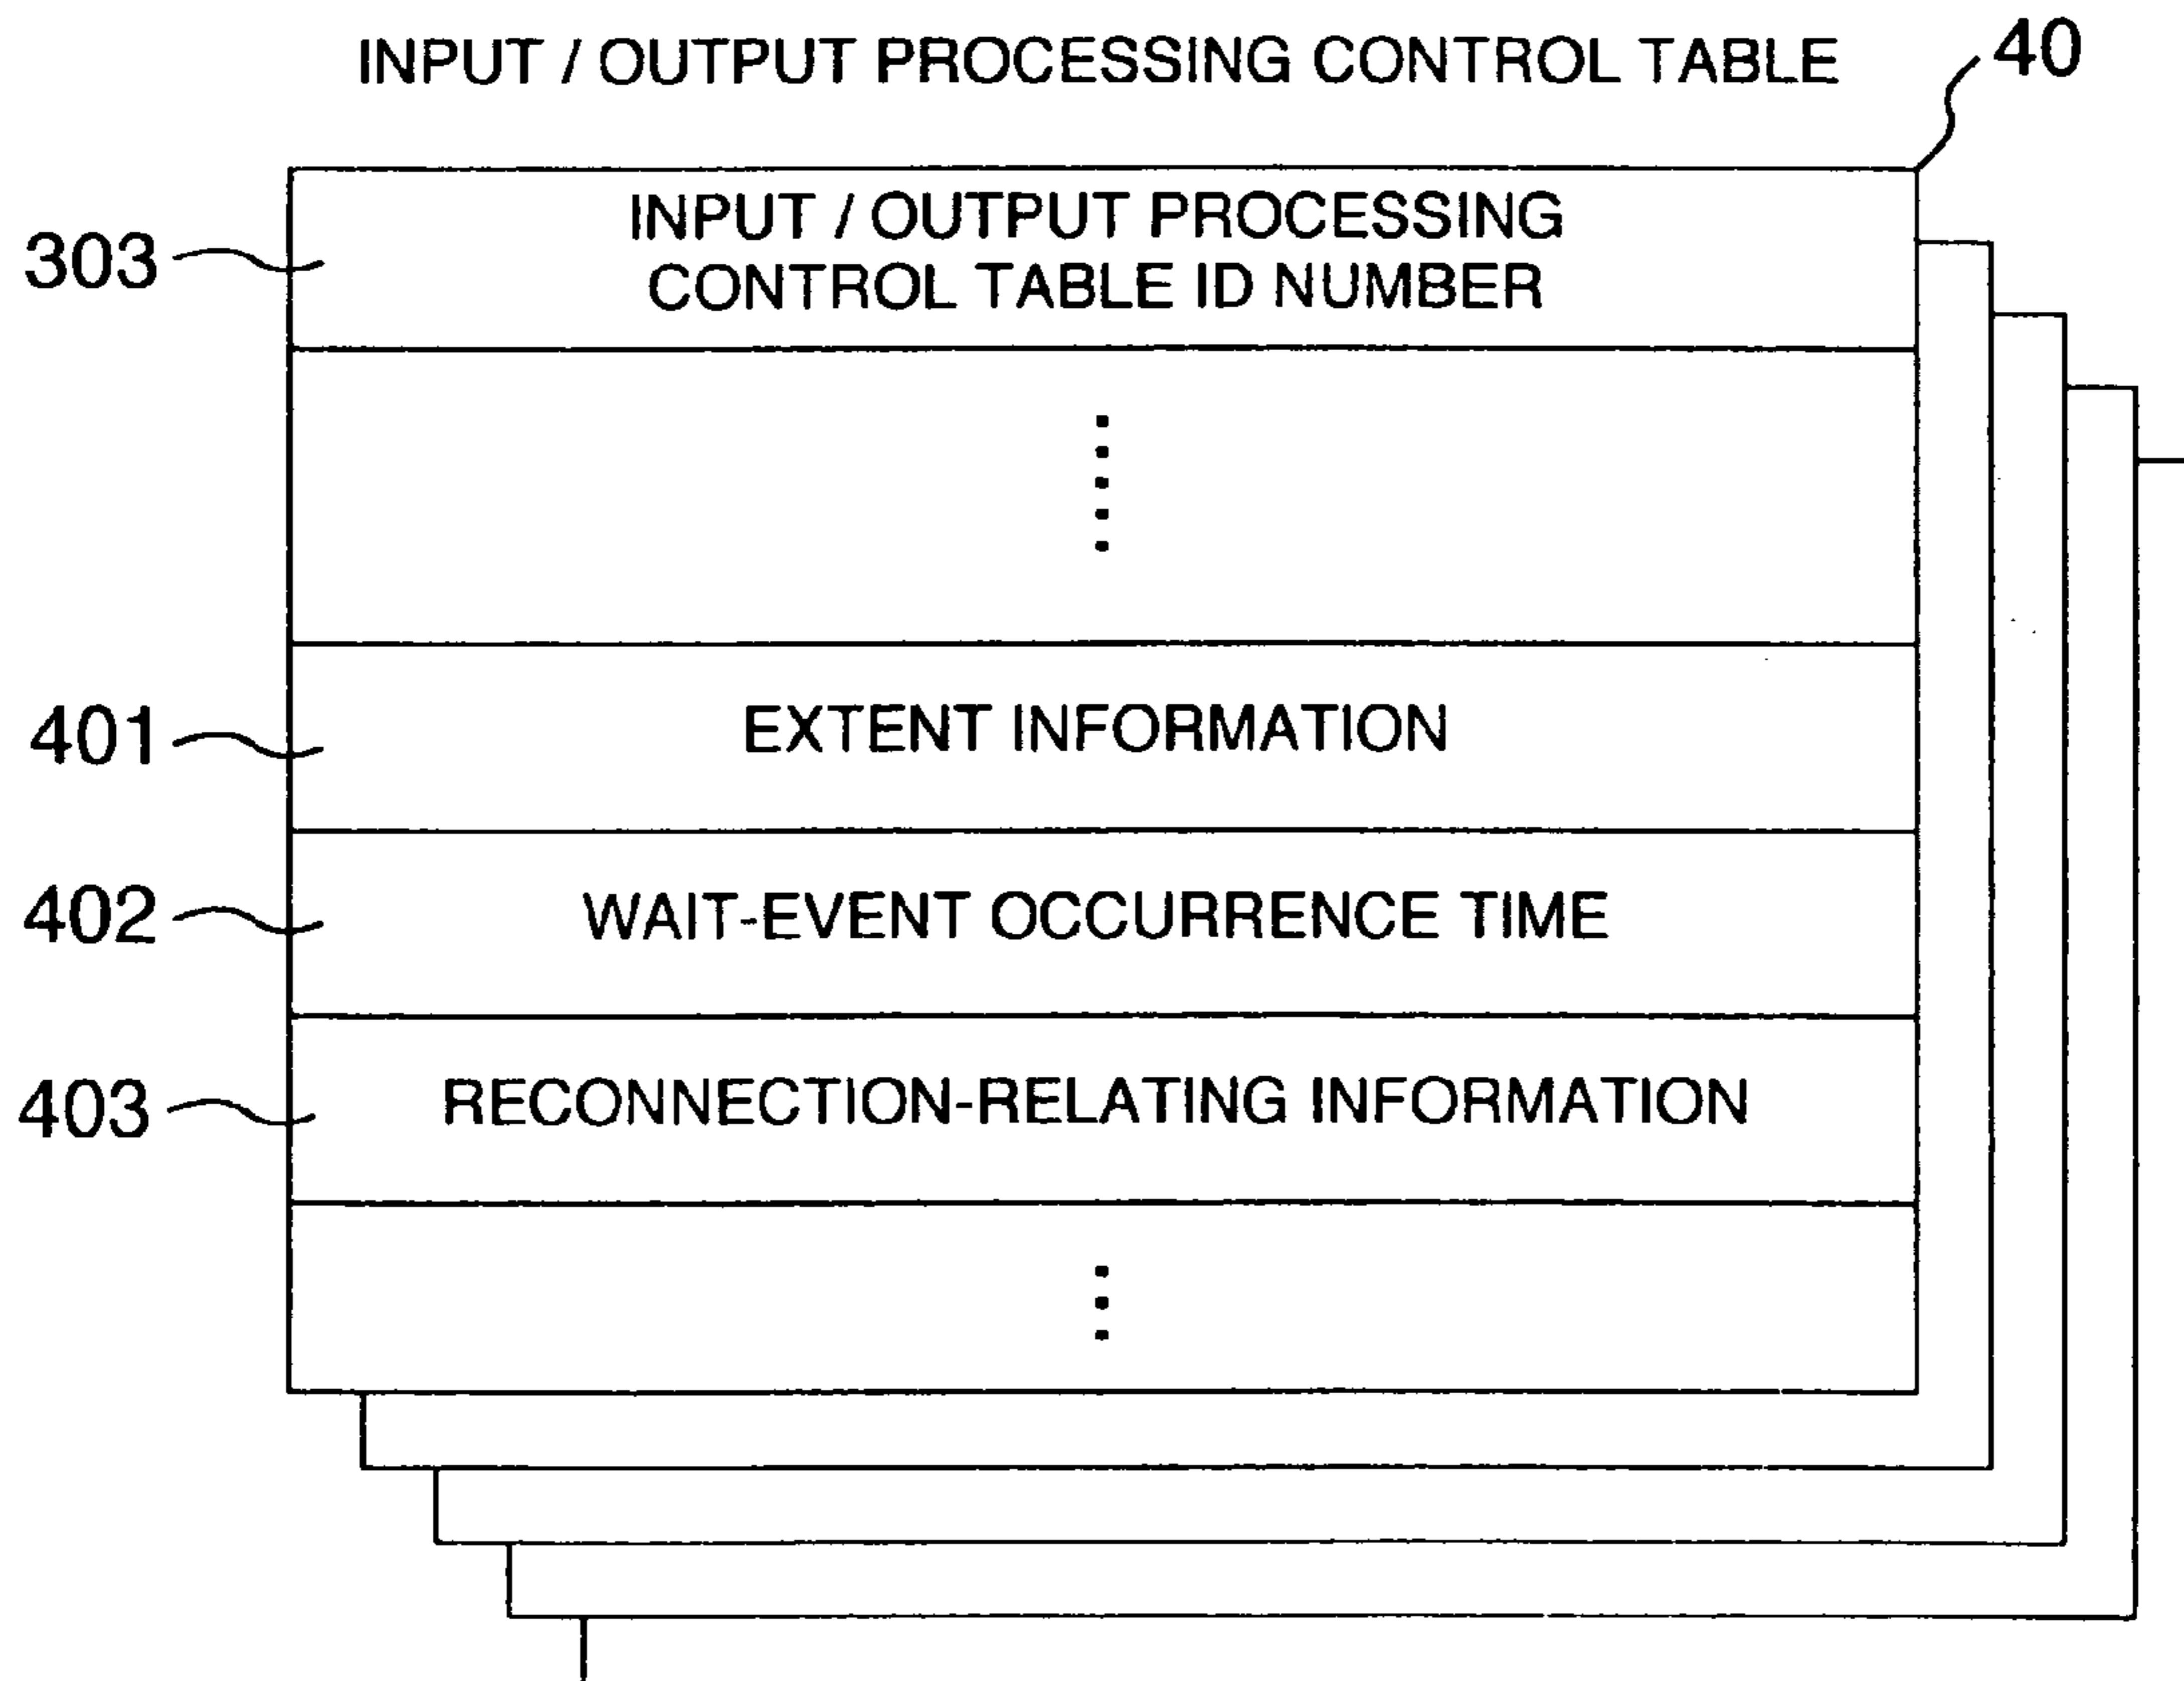 INPUT / OUTPUT PROCESSING CONTROL TABLE
40
303
INPUT / OUTPUT PROCESSING
CONTROL TABLE ID NUMBER
401
EXTENT INFORMATION
402
WAIT-EVENT OCCURRENCE TIME
403
RECONNECTION-RELATING INFORMATION